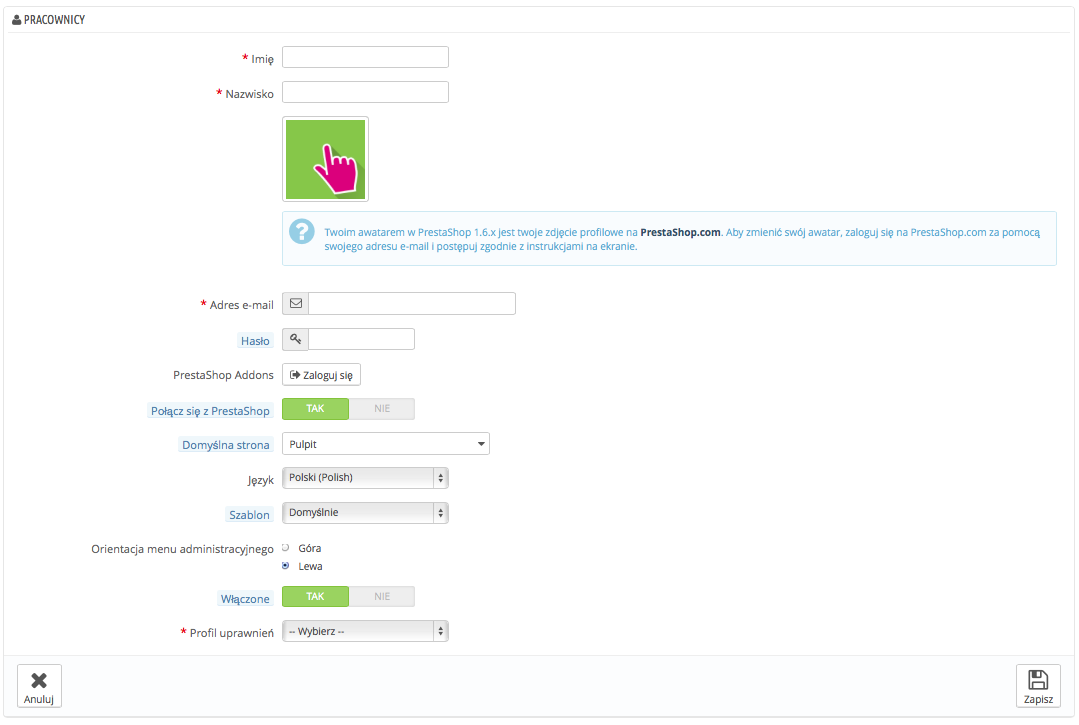 PRACOWNICY
* Imię
* Nazwisko
Twoim awatarem w PrestaShop 1.6.x jest twoje zdjęcie profilowe na PrestaShop.com. Aby zmienić swój awatar, zaloguj się na PrestaShop.com za pomocą
swojego adresu e-mail i postępuj zgodnie z instrukcjami na ekranie.
* Adres e-mail
Hasło
PrestaShop Addons Zaloguj się
Połącz się z PrestaShop TAK NIE
Domyślna strona Pulpit
Język Polski (Polish)
Szablon Domyślnie
Orientacja menu administracyjnego Góra
Lewa
Włączone TAK NIE
* Profil uprawnień -- Wybierz --
Anuluj Zapisz